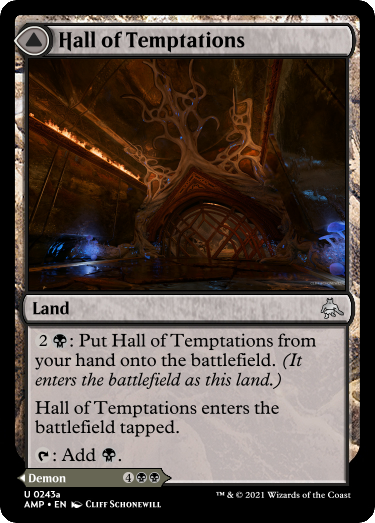 Hall of Temptations
Land
2 : Put Hall of Temptations from
your hand onto the battlefield. (It
enters the battlefield as this land.)
Hall of Temptations enters the
battlefield tapped.
: Add .
Demon 4
U 0243a
AMP • EN Cliff Schonewill
™ & © 2021 Wizards of the Coast